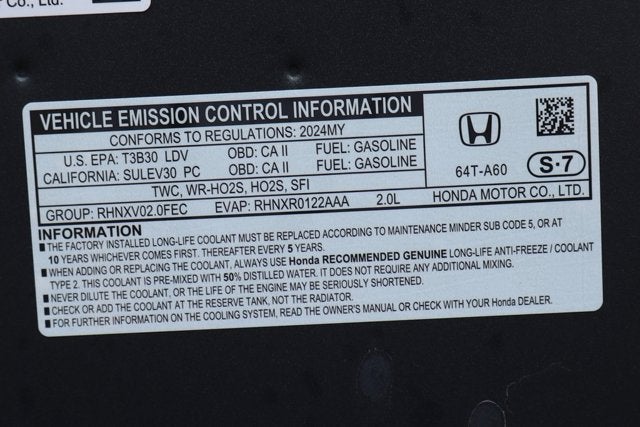 Co., Ltd.
VEHICLE EMISSION CONTROL INFORMATION
CONFORMS TO REGULATIONS: 2024MY
U.S. EPA: T3B30 LDV OBD: CA II FUEL: GASOLINE
CALIFORNIA: SULEV30 PC OBD: CA II FUEL: GASOLINE
TWC, WR-HO2S, HO2S, SFI
GROUP: RHNXV02.0FEC EVAP: RHNXR0122AAA 2.0L
64T-A60
S·7
HONDA MOTOR CO., LTD.
INFORMATION
■ THE FACTORY INSTALLED LONG-LIFE COOLANT MUST BE REPLACED ACCORDING TO MAINTENANCE MINDER SUB CODE 5, OR AT
10 YEARS WHICHEVER COMES FIRST. THEREAFTER EVERY 5 YEARS.
■ WHEN ADDING OR REPLACING THE COOLANT, ALWAYS USE Honda RECOMMENDED GENUINE LONG-LIFE ANTI-FREEZE / COOLANT
TYPE 2. THIS COOLANT IS PRE-MIXED WITH 50% DISTILLED WATER. IT DOES NOT REQUIRE ANY ADDITIONAL MIXING.
■ NEVER DILUTE THE COOLANT, OR THE LIFE OF THE ENGINE MAY BE SERIOUSLY SHORTENED.
■ CHECK OR ADD THE COOLANT AT THE RESERVE TANK, NOT THE RADIATOR.
■ FOR FURTHER INFORMATION ON THE COOLING SYSTEM, READ THE OWNER'S MANUAL OR CHECK WITH YOUR Honda DEALER.